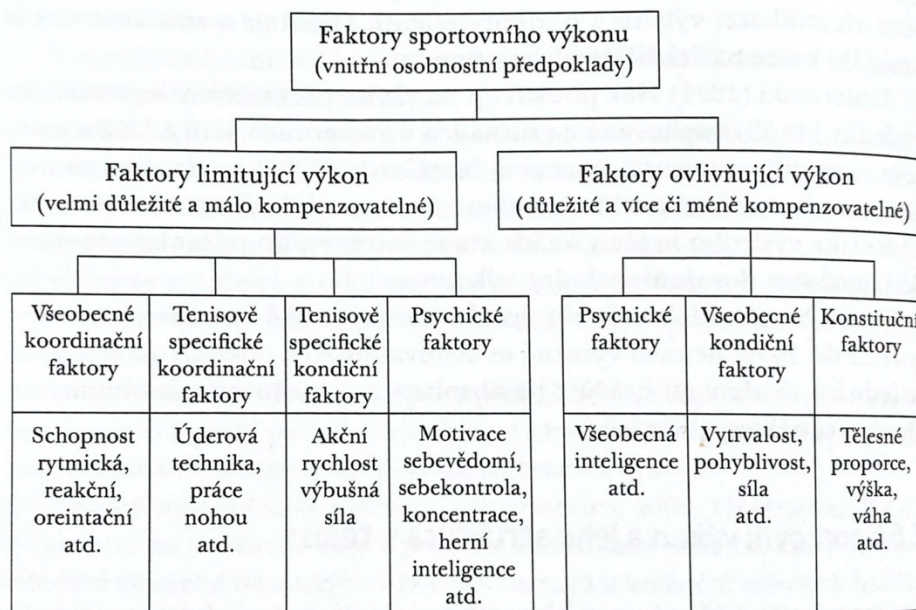 Faktory sportovního výkonu
(vnitřní osobnostní předpoklady)
Faktory limitující výkon
(velmi důležité a málo kompenzovatelné)
Faktory ovlivňující výkon
(důležité a více či méně kompenzovatelné)
Všeobecné
koordinační
faktory
Tenisově
specifické
koordinační
faktory
Tenisově
specifické
kondiční
faktory
Psychické
faktory
Psychické
faktory
Všeobecné
kondiční
faktory
Konstituční
faktory
Schopnost
rytmická,
reakční,
oreintační
atd.
Úderová
technika,
práce
nohou
atd.
Akční
rychlost
výbušná
síla
Motivace
sebevědomí,
sebekontrola,
koncentrace,
herní
inteligence
atd.
Všeobecná
inteligence
atd.
Vytrvalost,
pohyblivost,
síla
atd.
Tělesné
proporce,
výška,
váha
atd.